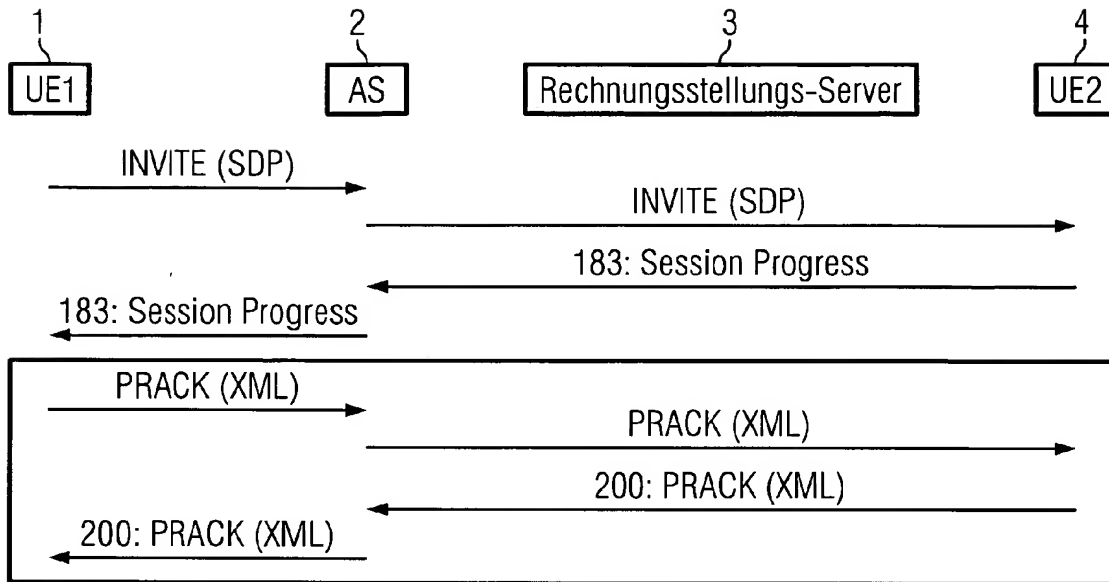 1 2 3 4
UE1 AS Rechnungsstellungs-Server UE2
INVITE (SDP)
INVITE (SDP)
183: Session Progress
183: Session Progress
PRACK (XML)
PRACK (XML)
200: PRACK (XML)
200: PRACK (XML)